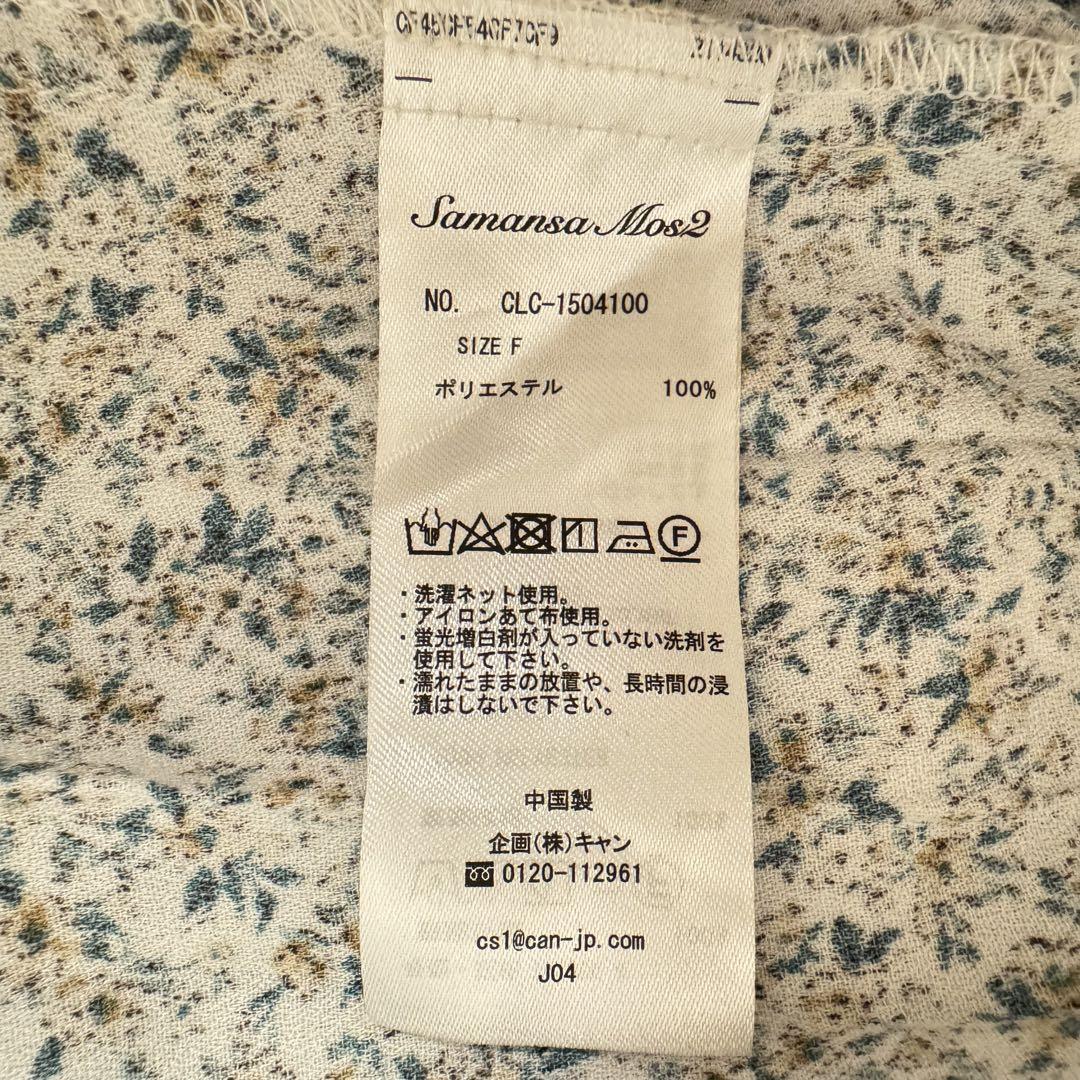 Samansa Mos2
NO. CLC-1504100
SIZE F
ポリエステル 100%
F
・洗濯ネット使用。
・アイロンあて布使用。
・蛍光増白剤が入っていない洗剤を
使用して下さい。
・濡れたままの放置や、長時間の浸
漬はしないで下さい。
中国製
企画(株)キャン
0120-112961
cs1@can-jp.com
J04